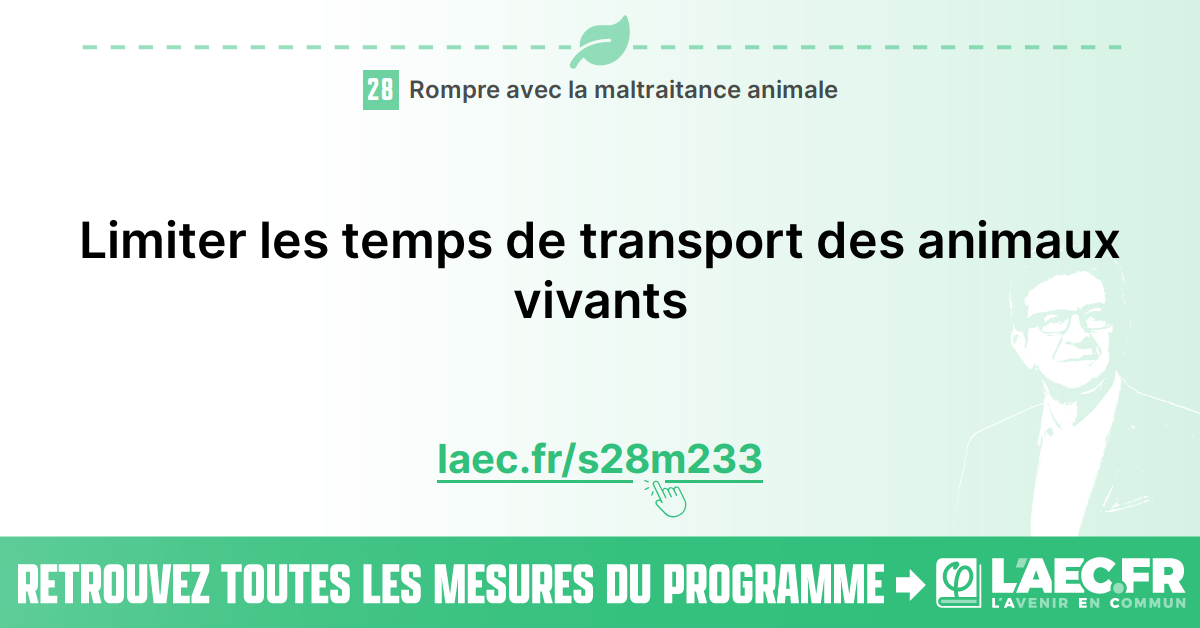 28 Rompre avec la maltraitance animale
Limiter les temps de transport des animaux
vivants
laec.fr/s28m233
RETROUVEZ TOUTES LES MESURES DU PROGRAMME
φ L'AEC.FR
L'AVENIR EN COMMUN